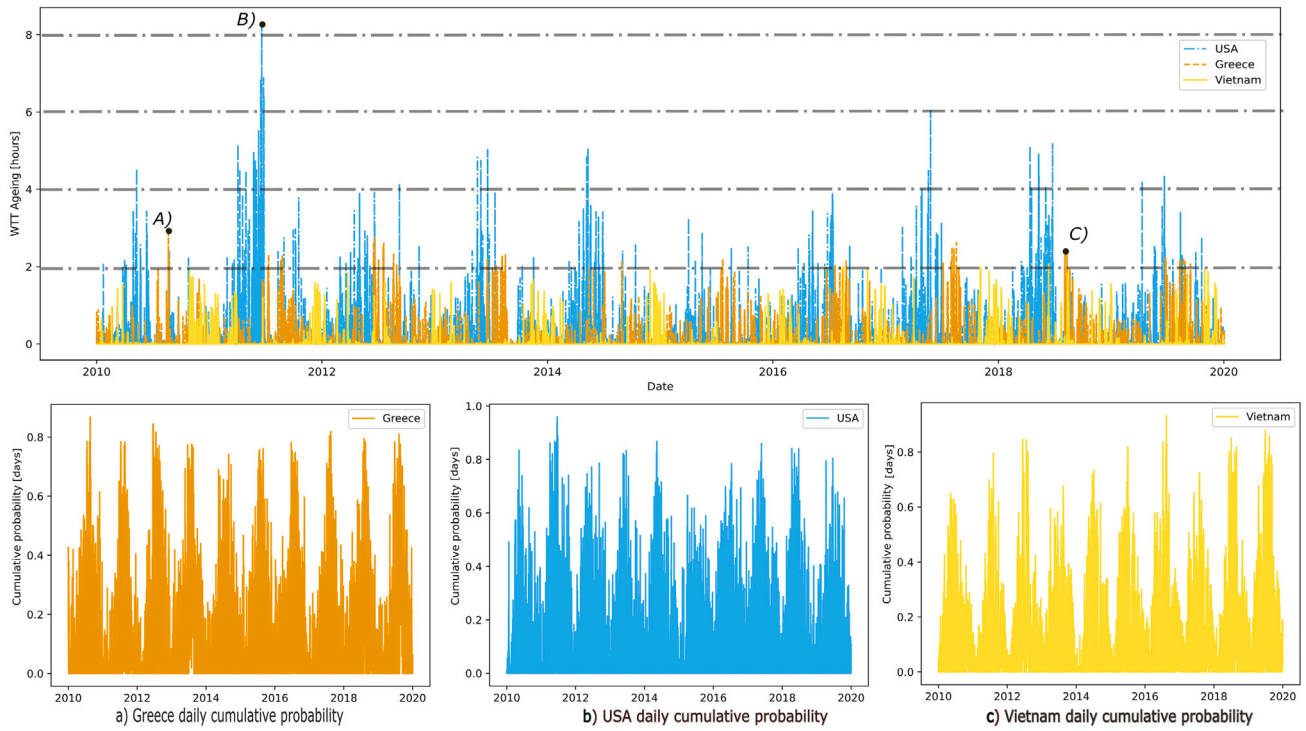 B)
8
USA
Greece
Vietnam
6
WTT Ageing [hours]
4
A)
C)
2
0
2010 2012 2014 2016 2018 2020
Date
Greece
0.8
0.6
0.4
0.2
0.0
Cumulative probability [days]
2010 2012 2014 2016 2018 2020
a) Greece daily cumulative probability
1.0
USA
0.8
0.6
0.4
0.2
0.0
Cumulative probability [days]
2010 2012 2014 2016 2018 2020
b) USA daily cumulative probability
Vietnam
0.8
0.6
0.4
0.2
0.0
Cumulative probability [days]
2010 2012 2014 2016 2018 2020
c) Vietnam daily cumulative probability